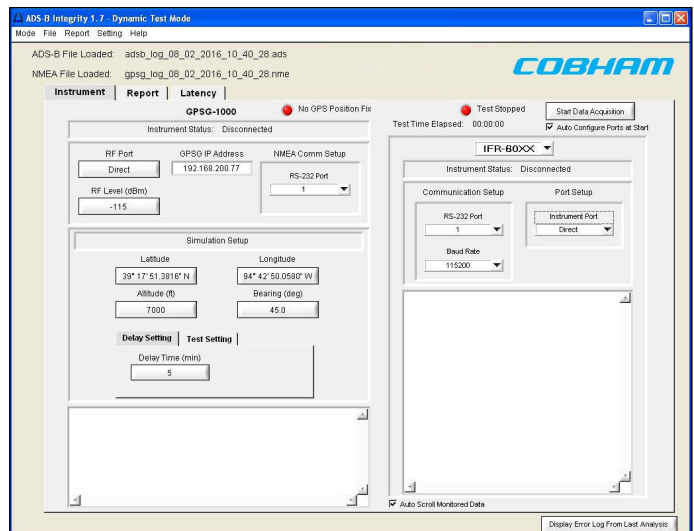 ADS-B Integrity 1.7 - Dynamic Test Mode
Mode File Report Setting Help
ADS-B File Loaded: adsb_log_08_02_2016_10_40_28.ads
NMEA File Loaded: gpsg_log_08_02_2016_10_40_28.nme
COBHAM
Instrument Report Latency
GPSG-1000 No GPS Position Fix
Instrument Status: Disconnected
RF Port GPSG IP Address NMEA Comm Setup
Direct 192.168.200.77
RS-232 Port
1
RF Level (dBm)
-115
Simulation Setup
Latitude Longitude
39° 17' 51.3816" N 94° 42' 50.0580" W
Altitude (ft) Bearing (deg)
7000 45.0
Delay Setting Test Setting
Delay Time (min)
5
Test Stopped Start Data Acquisition
Test Time Elapsed: 00:00:00 Auto Configure Ports at Start
IFR-60XX
Instrument Status: Disconnected
Communication Setup Port Setup
RS-232 Port Instrument Port
1 Direct
Baud Rate
115200
Auto Scroll Monitored Data
Display Error Log From Last Analysis